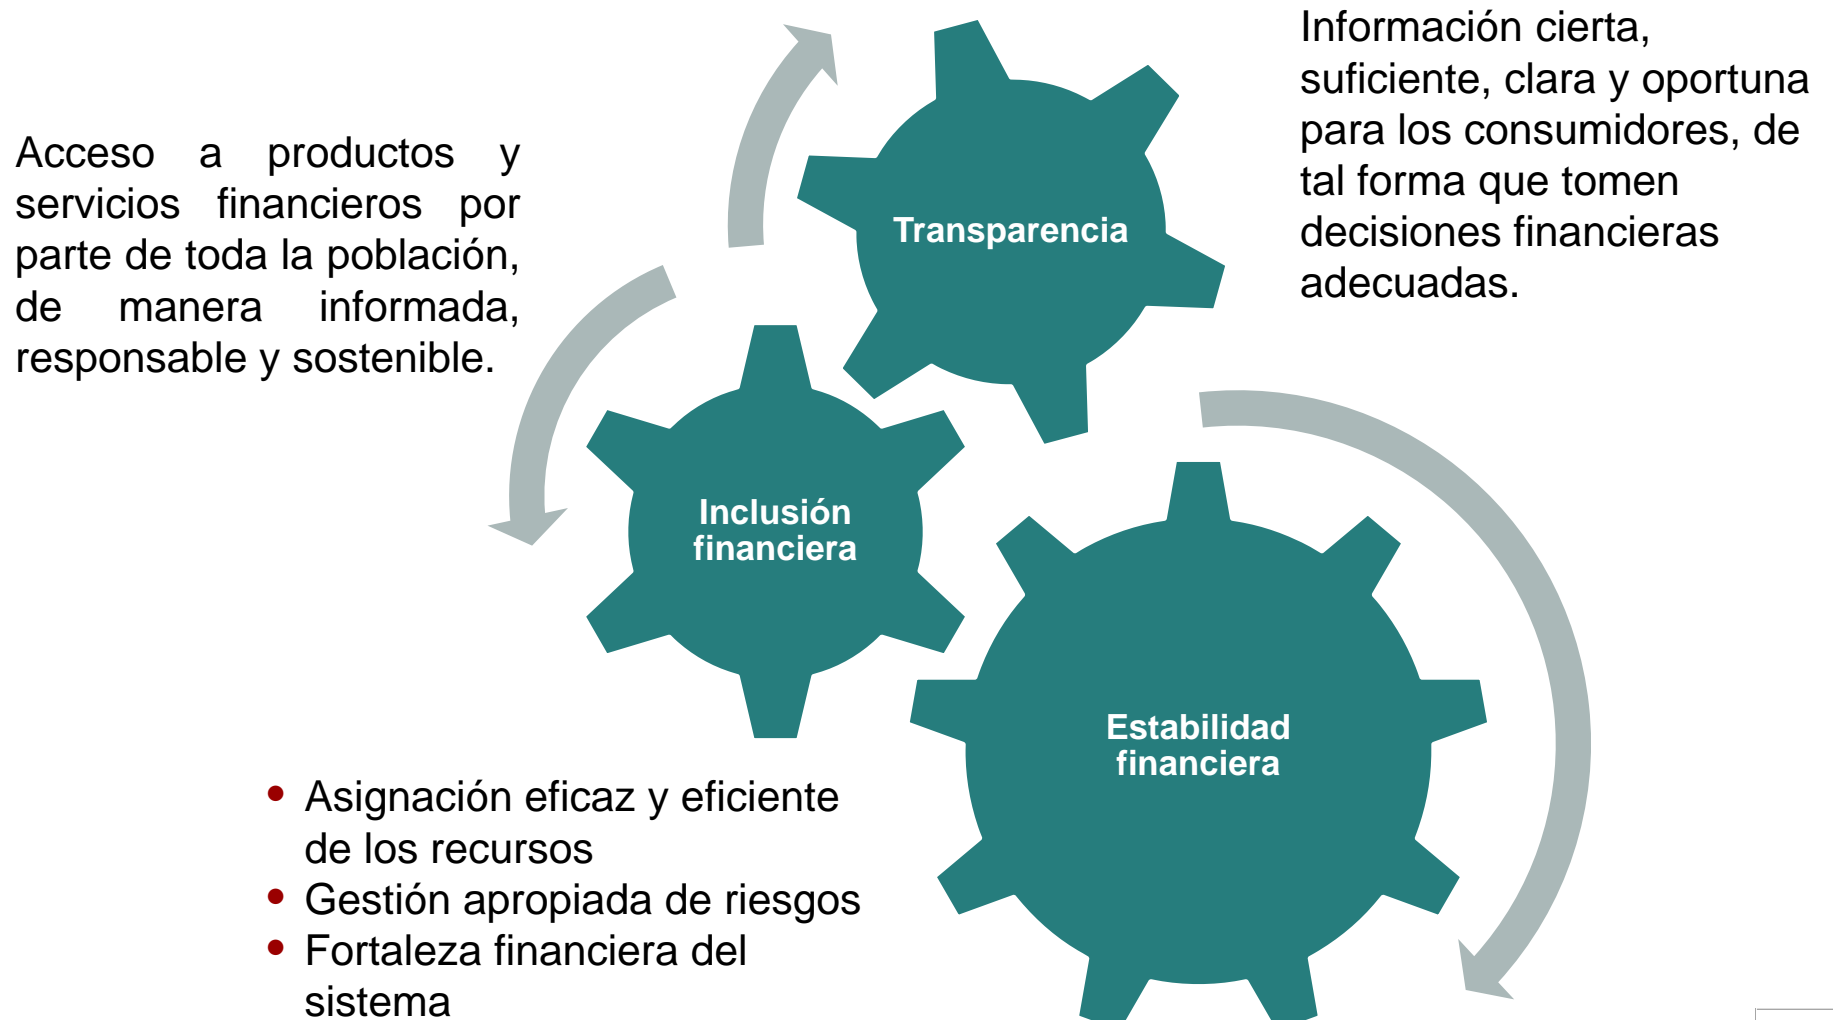 Información cierta,
suficiente, clara y oportuna
para los consumidores, de
tal forma que tomen
decisiones financieras
adecuadas.
Acceso a productos y
servicios financieros por
parte de toda la población,
de manera informada,
responsable y sostenible.
Transparencia
Inclusión
financiera
Estabilidad
financiera
• Asignación eficaz y eficiente
de los recursos
• Gestión apropiada de riesgos
• Fortaleza financiera del
sistema